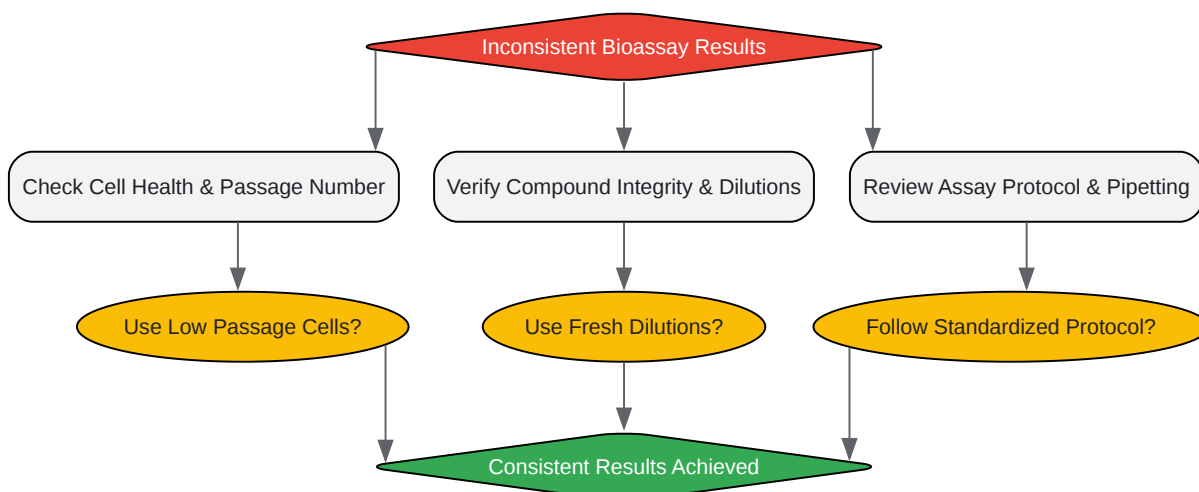 Inconsistent Bioassay Results
Check Cell Health & Passage Number
Verify Compound Integrity & Dilutions
Review Assay Protocol & Pipetting
Use Low Passage Cells?
Use Fresh Dilutions?
Follow Standardized Protocol?
Consistent Results Achieved